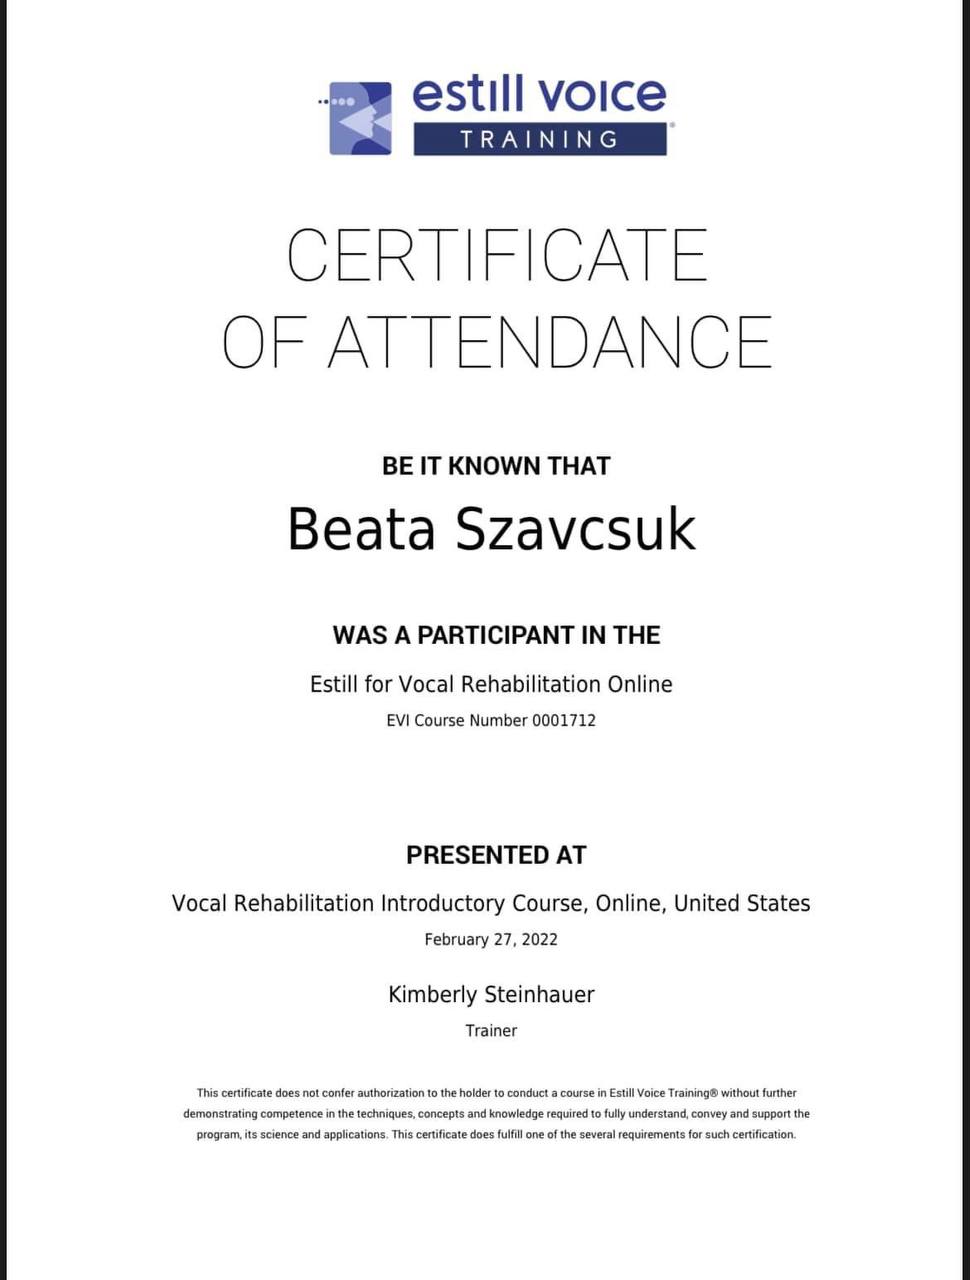 estill voice
TRAINING
CERTIFICATE
OF ATTENDANCE
BE IT KNOWN THAT
Beata Szavcsuk
WAS A PARTICIPANT IN THE
Estill for Vocal Rehabilitation Online
EVI Course Number 0001712
PRESENTED AT
Vocal Rehabilitation Introductory Course, Online, United States
February 27, 2022
Kimberly Steinhauer
Trainer
This certificate does not confer authorization to the holder to conduct a course in Estill Voice Training® without further
demonstrating competence in the techniques, concepts and knowledge required to fully understand, convey and support the
program, its science and applications. This certificate does fulfill one of the several requirements for such certification.